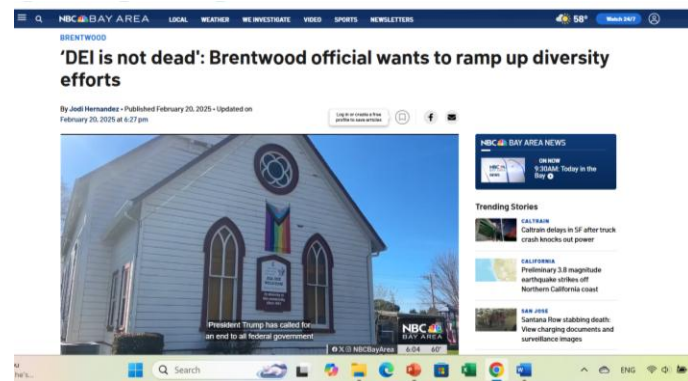 NBC BAY AREA LOCAL WEATHER WE INVESTIGATE VIDEO SPORTS NEWSLETTERS 58° Watch 24/7
BRENTWOOD
‘DEI is not dead’: Brentwood official wants to ramp up diversity
efforts
By Jodi Hernandez • Published February 20, 2025 • Updated on
February 20, 2025 at 6:27 pm
Log in or create a free
profile to save articles
NBC BAY AREA NEWS
ON NOW
9:30AM: Today in the
Bay
Trending Stories
CALTRAIN
Caltrain delays in SF after truck
crash knocks out power
CALIFORNIA
Preliminary 3.8 magnitude
earthquake strikes off
Northern California coast
SAN JOSE
Santana Row stabbing death:
View charging documents and
surveillance images
President Trump has called for
an end to all federal government
NBC
BAY AREA
NBCBayArea 6:04 60°
Search
ENG